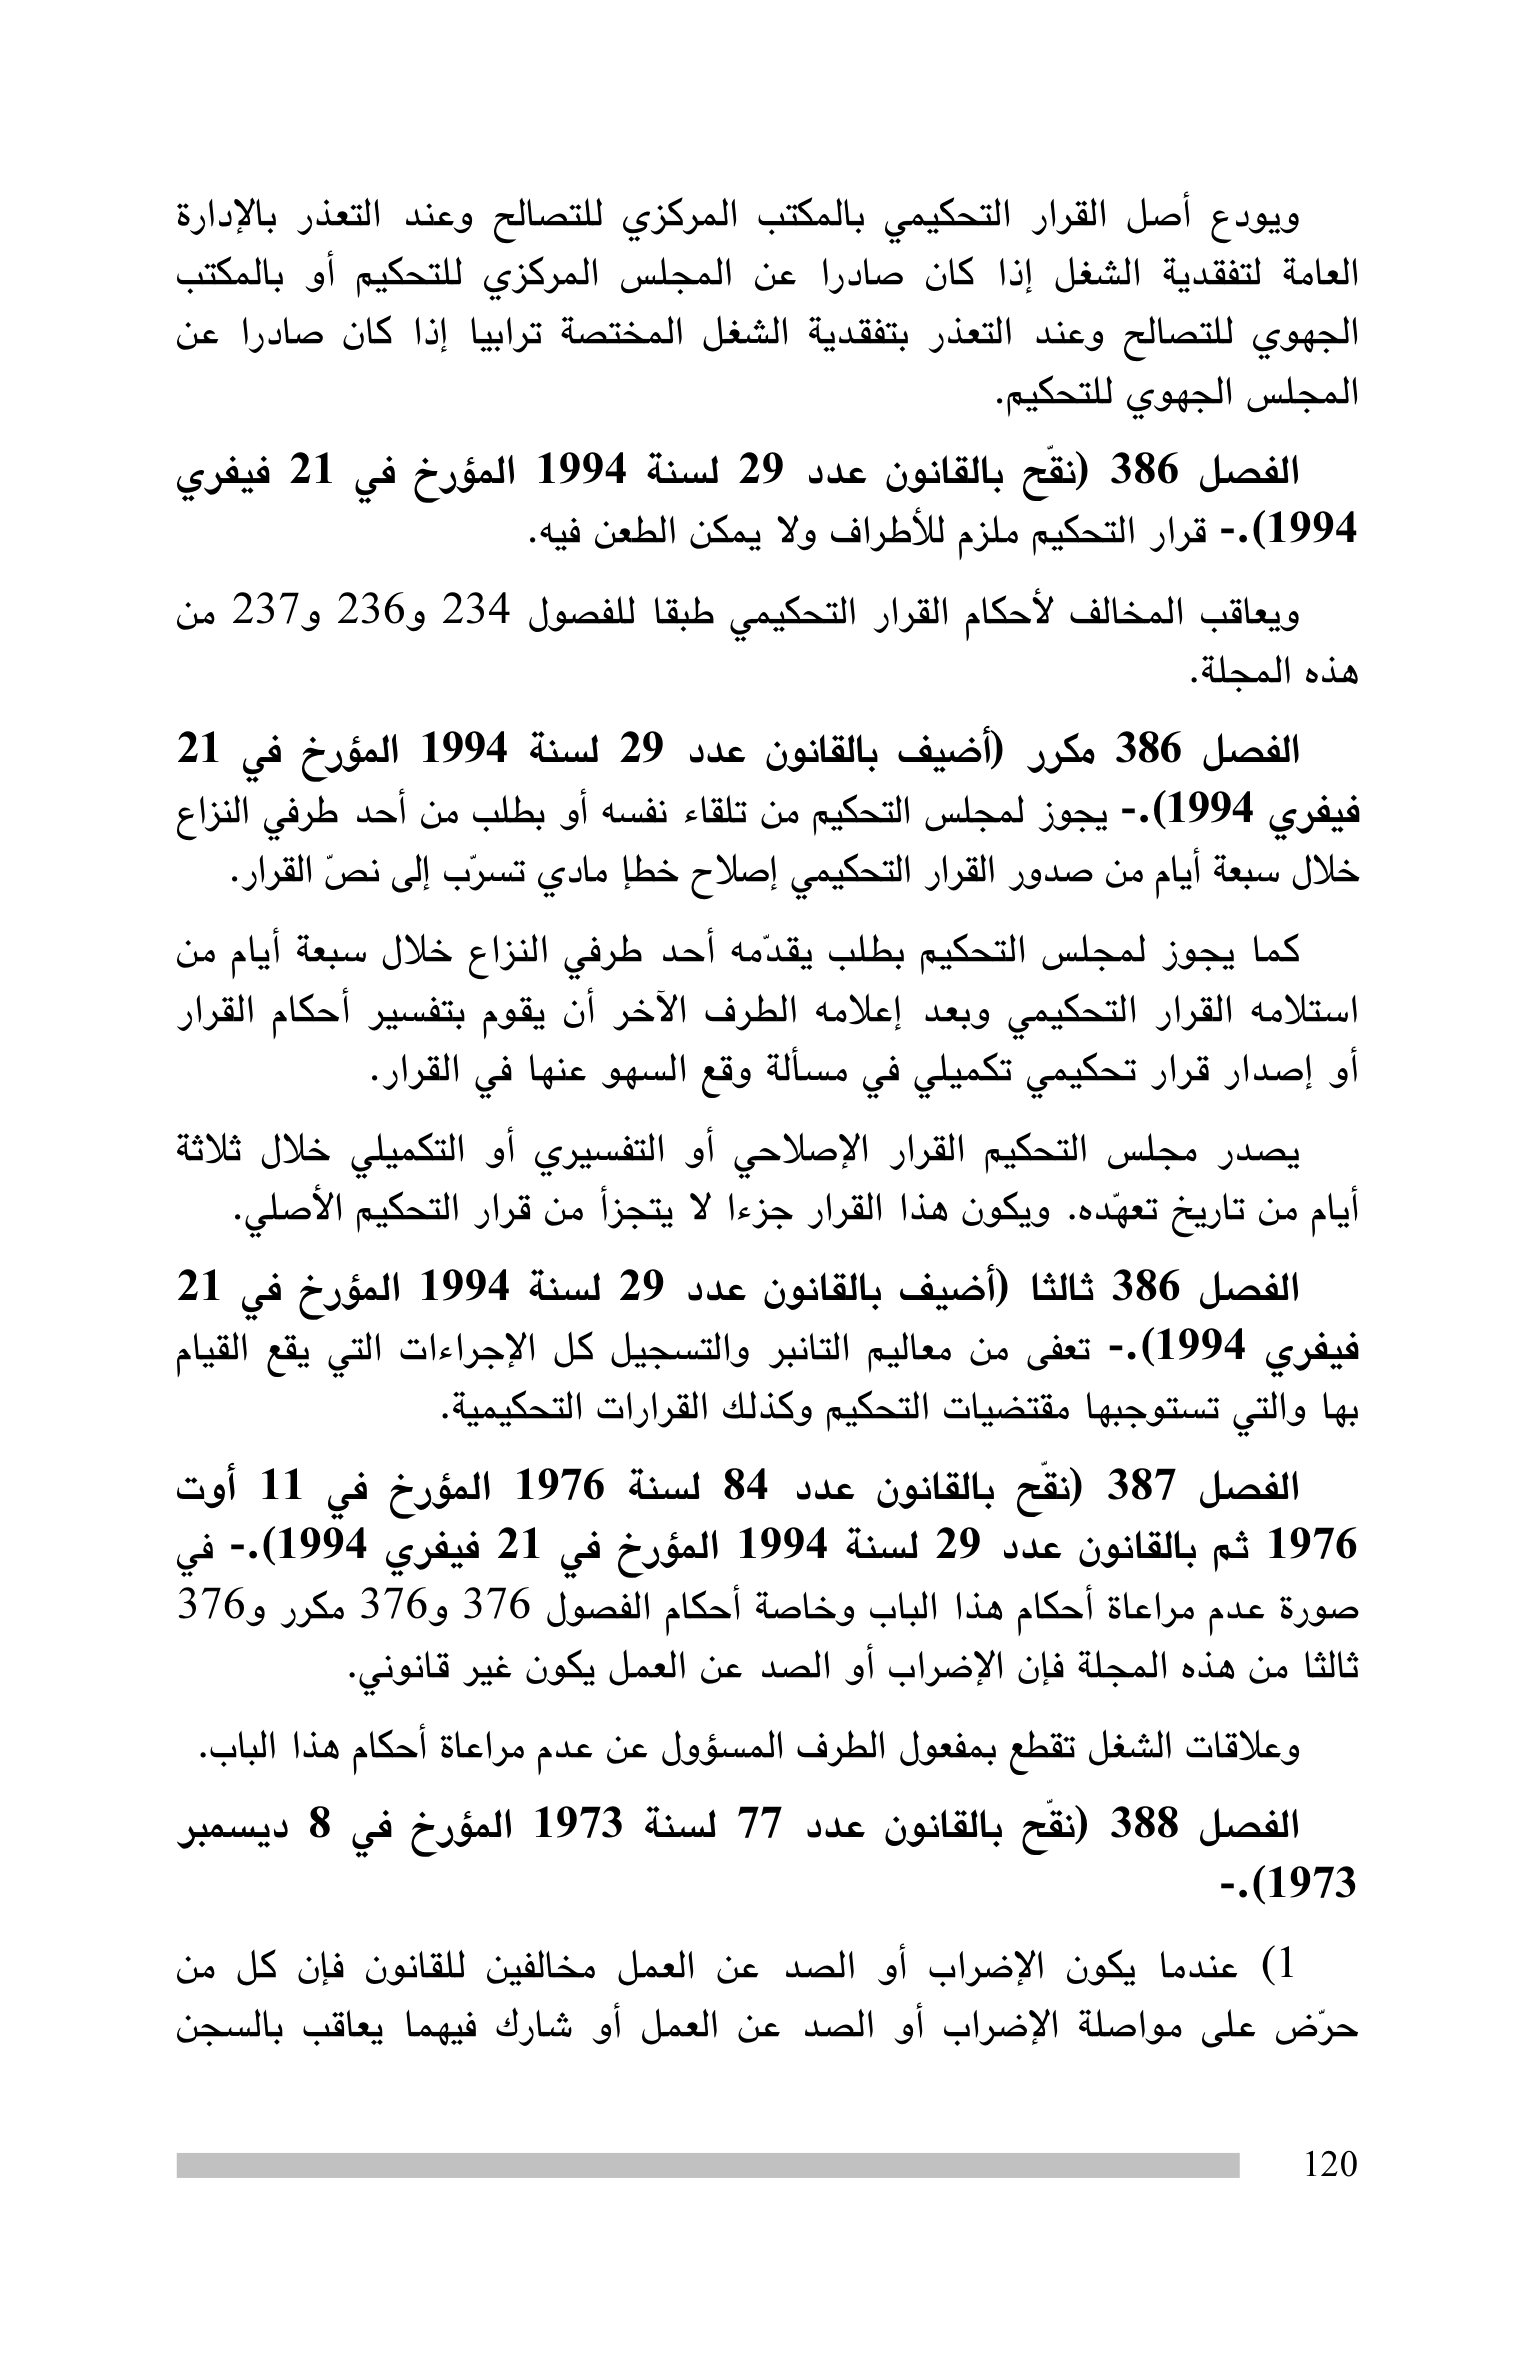 ويودع أصل القرار التحكيمي بالمكتب المركزي للتصالح وعند التعذر بالإدارة
العامة لتفقدية الشغل إذا كان صادرا عن المجلس المركزي للتحكيم أو بالمكتب
الجهوي للتصالح وعند التعذر بتفقدية الشغل المختصة ترابيا إذا كان صادرا عن
المجلس الجهوي للتحكيم.
الفصل 386 (نقّح بالقانون عدد 29 لسنة 1994 المؤرخ في 21 فيفري
1994).- قرار التحكيم ملزم للأطراف ولا يمكن الطعن فيه.
ويعاقب المخالف لأحكام القرار التحكيمي طبقا للفصول 234 و236 و237 من
هذه المجلة.
الفصل 386 مكرر (أضيف بالقانون عدد 29 لسنة 1994 المؤرخ في 21
فيفري 1994).- يجوز لمجلس التحكيم من تلقاء نفسه أو بطلب من أحد طرفي النزاع
خلال سبعة أيام من صدور القرار التحكيمي إصلاح خطإ مادي تسرّب إلى نصّ القرار.
كما يجوز لمجلس التحكيم بطلب يقدّمه أحد طرفي النزاع خلال سبعة أيام من
استلامه القرار التحكيمي وبعد إعلامه الطرف الآخر أن يقوم بتفسير أحكام القرار
أو إصدار قرار تحكيمي تكميلي في مسألة وقع السهو عنها في القرار.
يصدر مجلس التحكيم القرار الإصلاحي أو التفسيري أو التكميلي خلال ثلاثة
أيام من تاريخ تعهّده. ويكون هذا القرار جزءا لا يتجزأ من قرار التحكيم الأصلي.
الفصل 386 ثالثا (أضيف بالقانون عدد 29 لسنة 1994 المؤرخ في 21
فيفري 1994).- تعفى من معاليم التانبر والتسجيل كل الإجراءات التي يقع القيام
بها والتي تستوجبها مقتضيات التحكيم وكذلك القرارات التحكيمية.
الفصل 387 (نقّح بالقانون عدد 84 لسنة 1976 المؤرخ في 11 أوت
1976 ثم بالقانون عدد 29 لسنة 1994 المؤرخ في 21 فيفري 1994).- في
صورة عدم مراعاة أحكام هذا الباب وخاصة أحكام الفصول 376 و376 مكرر و376
ثالثا من هذه المجلة فإن الإضراب أو الصد عن العمل يكون غير قانوني.
وعلاقات الشغل تقطع بمفعول الطرف المسؤول عن عدم مراعاة أحكام هذا الباب.
الفصل 388 (نقّح بالقانون عدد 77 لسنة 1973 المؤرخ في 8 ديسمبر
1973).-
1) عندما يكون الإضراب أو الصد عن العمل مخالفين للقانون فإن كل من
حرّض على مواصلة الإضراب أو الصد عن العمل أو شارك فيهما يعاقب بالسجن
120